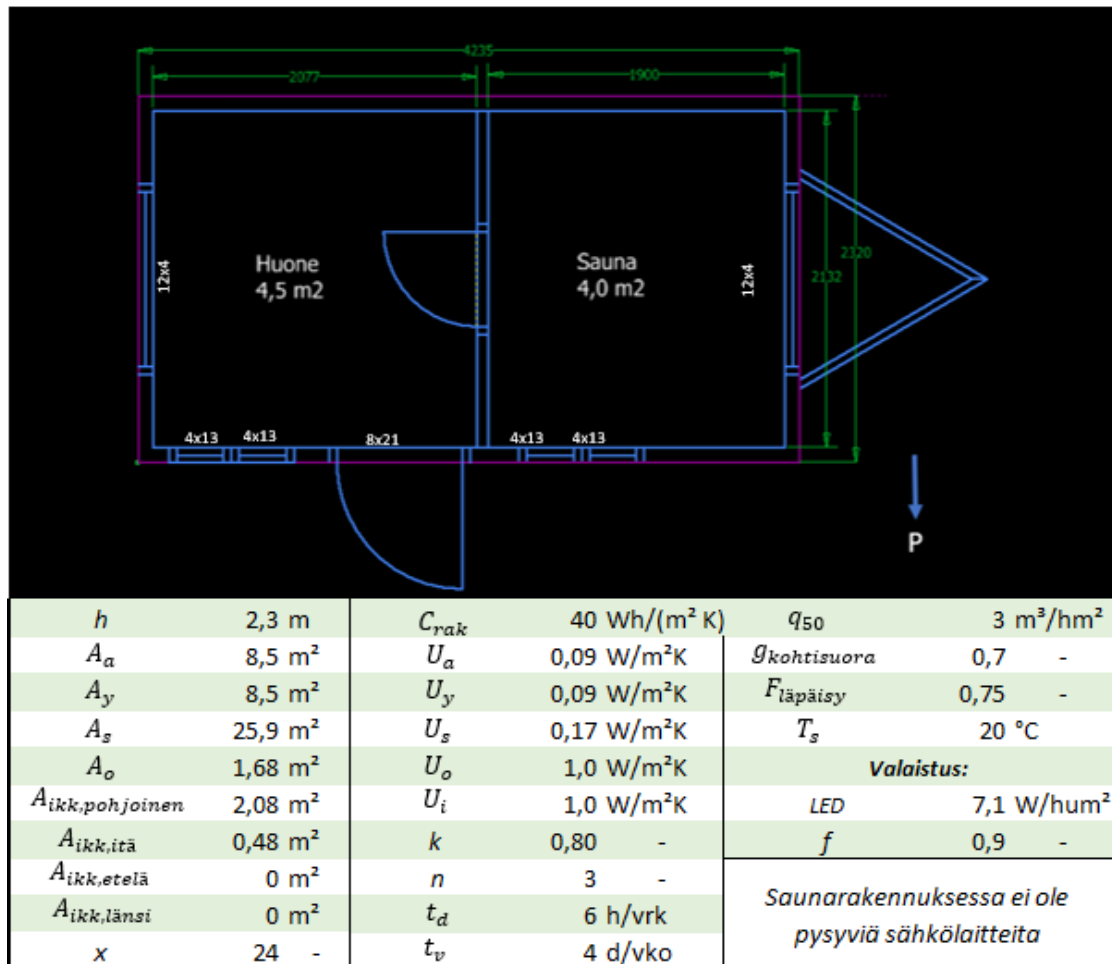 4235
2077 1900
Huone
4,5 m2
Sauna
4,0 m2
12x4
12x4
2320
2132
4x13 4x13 8x21 4x13 4x13
P
h 2,3 m C_rak 40 Wh/(m² K) q_50 3 m³/hm²
A_a 8,5 m² U_a 0,09 W/m²K g_kohtisuora 0,7 -
A_y 8,5 m² U_y 0,09 W/m²K F_läpäisy 0,75 -
A_s 25,9 m² U_s 0,17 W/m²K T_s 20 °C
A_o 1,68 m² U_o 1,0 W/m²K Valaistus:
A_ikk,pohjoinen 2,08 m² U_i 1,0 W/m²K LED 7,1 W/hum²
A_ikk,itä 0,48 m² k 0,80 - f 0,9 -
A_ikk,etelä 0 m² n 3 -
A_ikk,länsi 0 m² t_d 6 h/vrk
x 24 - t_v 4 d/vko
Saunarakennuksessa ei ole
pysyviä sähkölaitteita